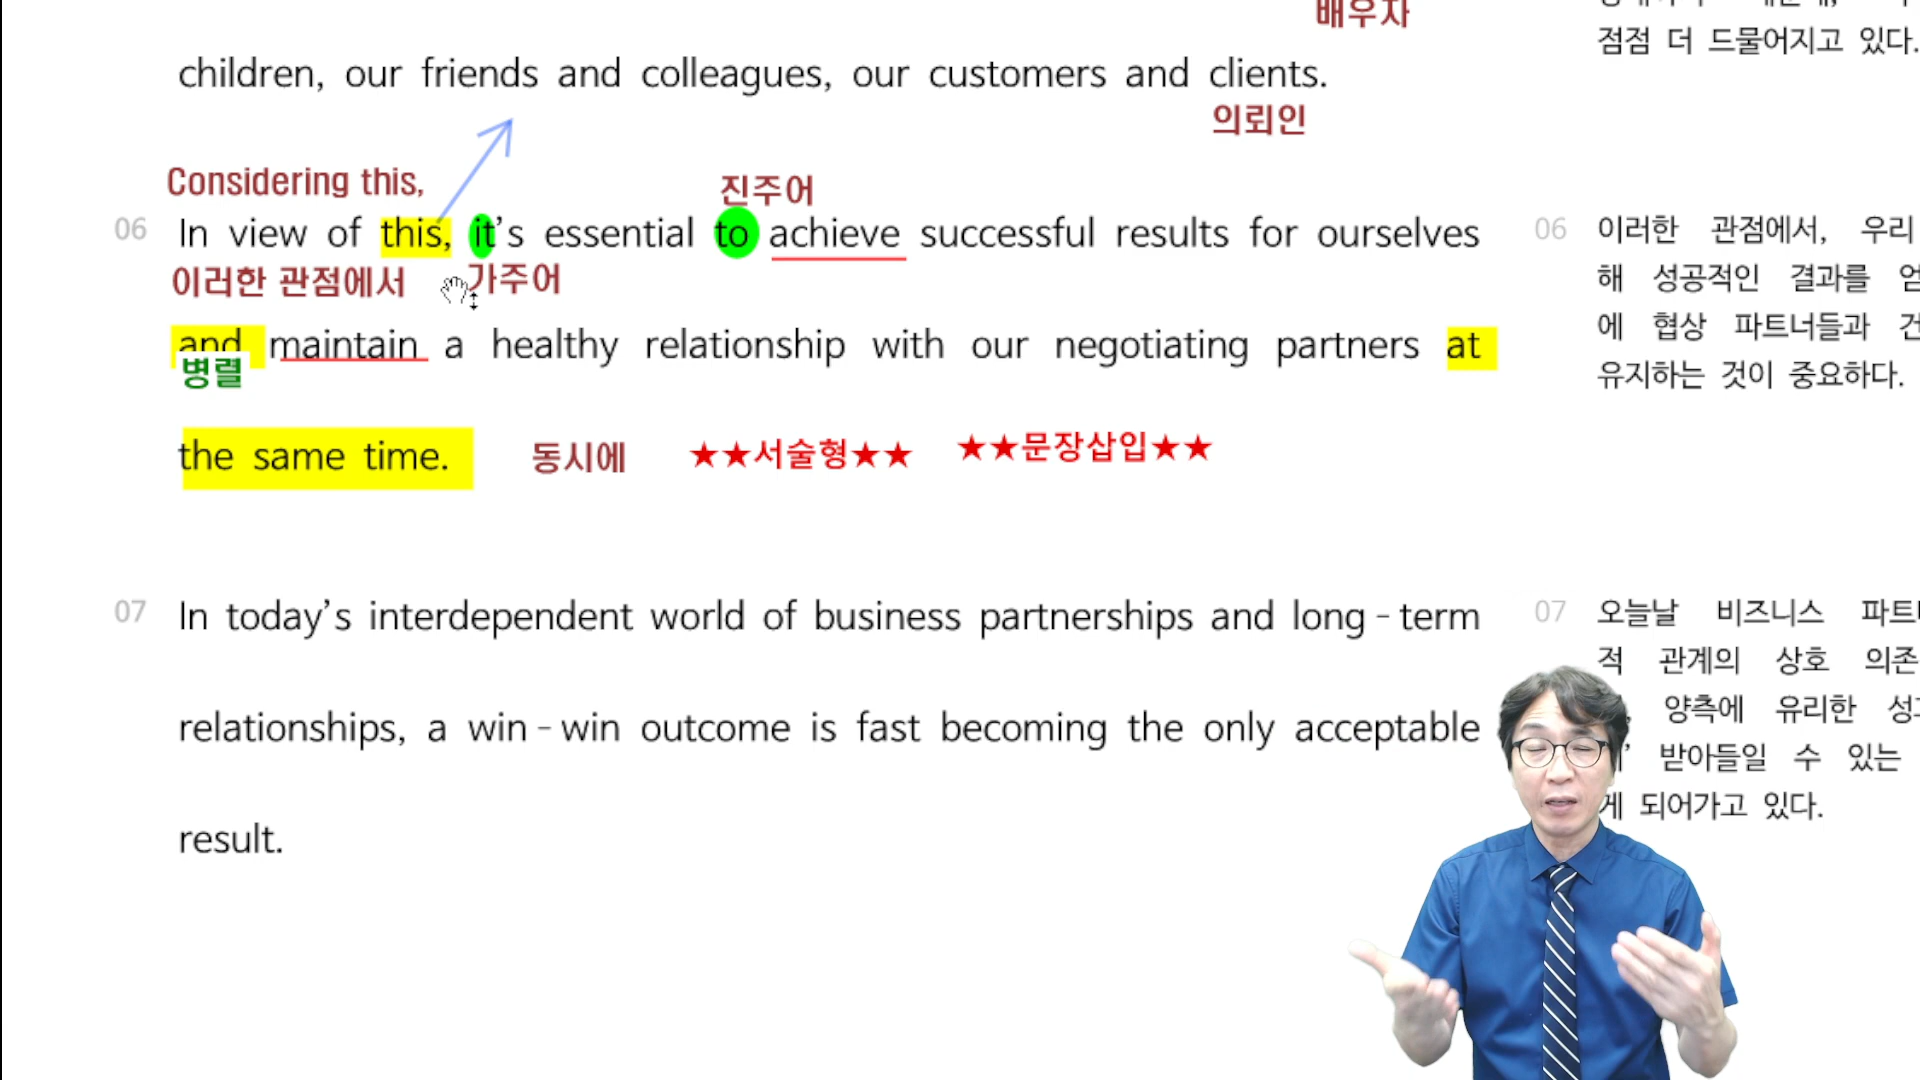 배우자
children, our friends and colleagues, our customers and clients.
의뢰인
점점 더 드물어지고 있다.
Considering this,
진주어
06 In view of this, it’s essential to achieve successful results for ourselves
이러한 관점에서 가주어
and maintain a healthy relationship with our negotiating partners at
병렬
the same time. 동시에 ★★서술형★★ ★★문장삽입★★
06 이러한 관점에서, 우리
해 성공적인 결과를
에 협상 파트너들과
유지하는 것이 중요하다.
07 In today’s interdependent world of business partnerships and long-term
relationships, a win-win outcome is fast becoming the only acceptable
result.
07 오늘날 비즈니스
적 관계의 상호 의존
양측에 유리한
받아들일 수 있는
게 되어가고 있다.